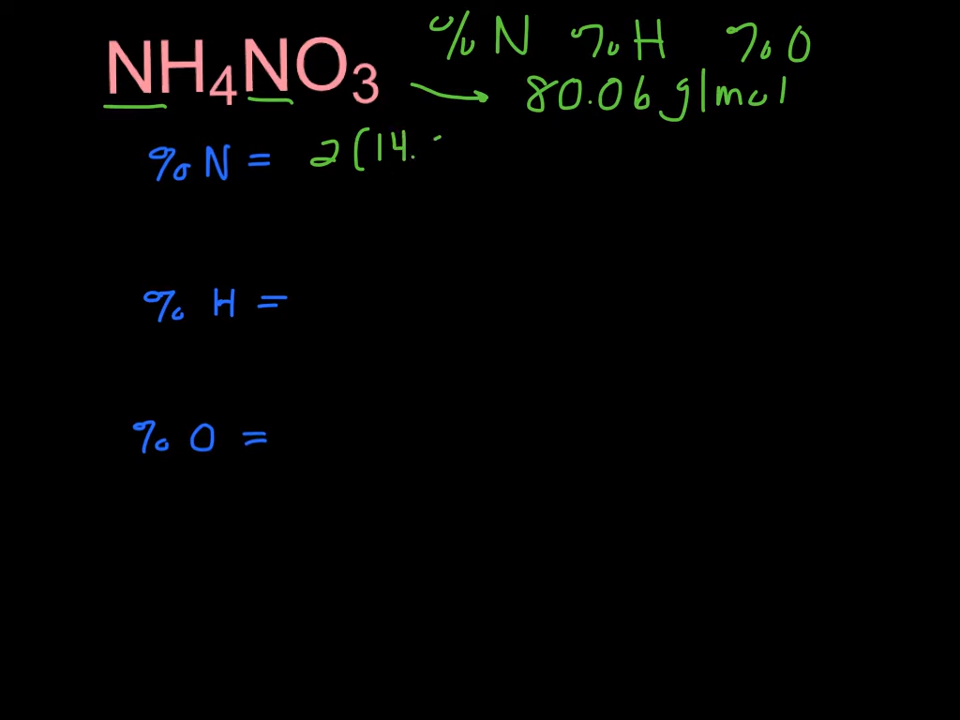 NH₄NO₃ %N %H %O
80.06 g/mol
%N = 2(14.
% H =
% O =